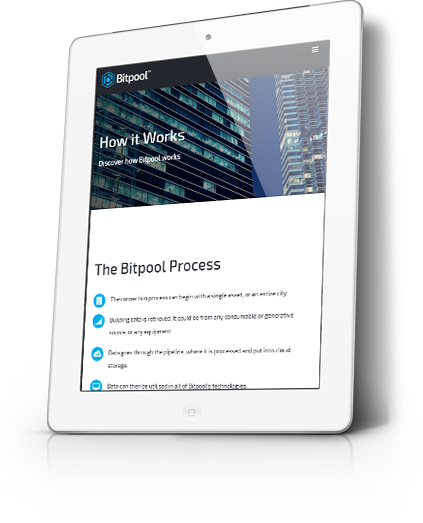 Bitpool™
How it Works
Discover how Bitpool works
The Bitpool Process
The connection process can begin with a single asset, or an entire city
Building data is retrieved. It could be from any consumable or generative
source, or any equipment
Data goes through the pipeline, where it is processed and put into cloud
storage.
Data can then be utilised in all of Bitpool's technologies.